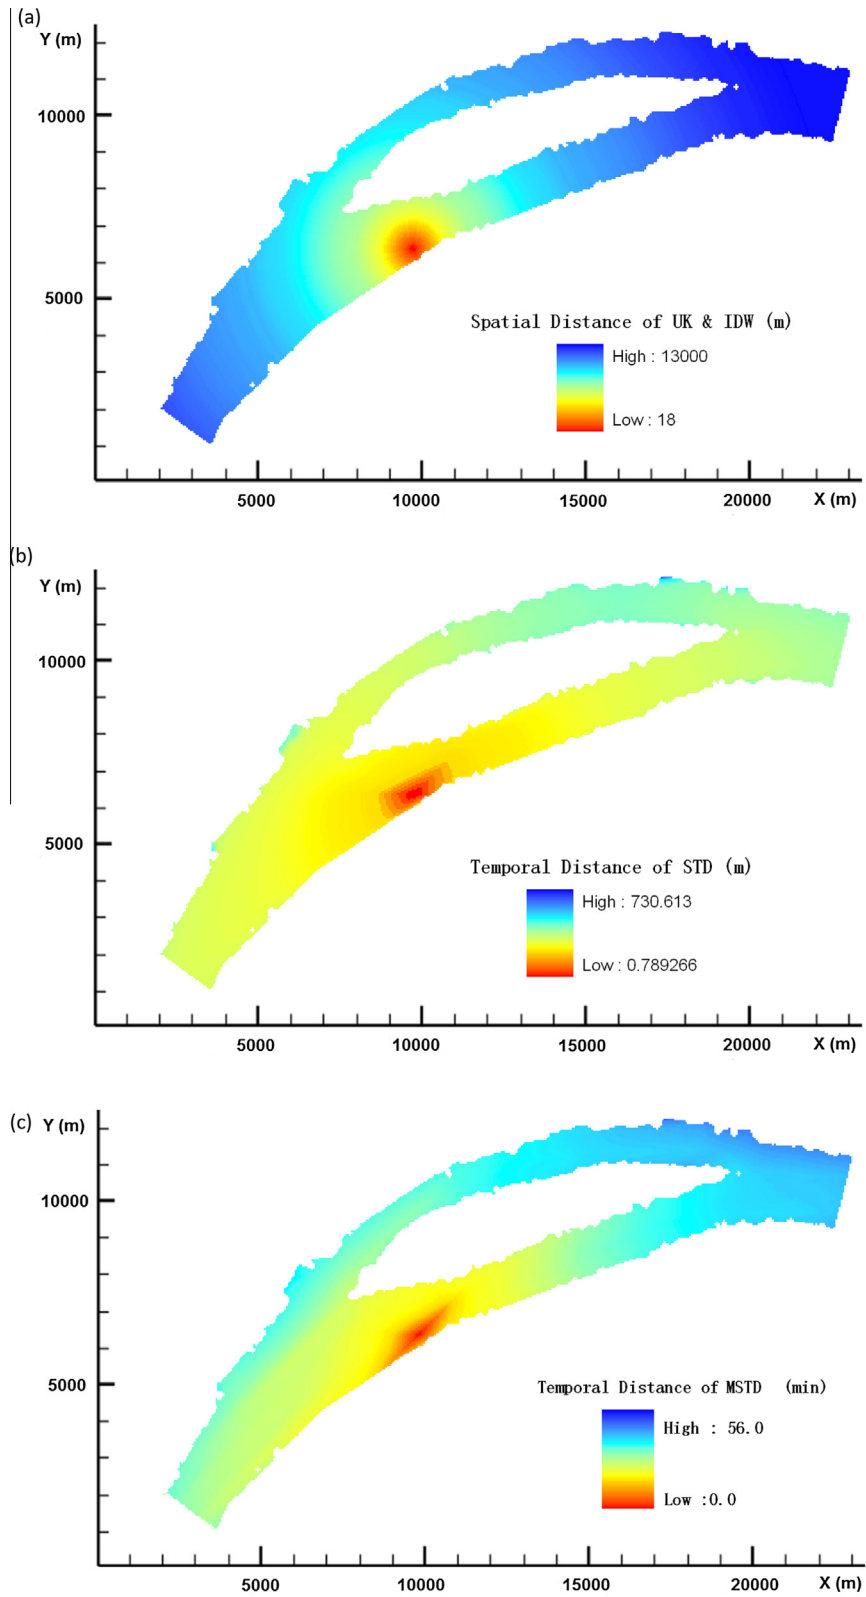 (a)
Y (m)
10000
5000
Spatial Distance of UK & IDW (m)
High : 13000
Low : 18
5000 10000 15000 20000 X (m)
(b)
Y (m)
10000
5000
Temporal Distance of STD (m)
High : 730.613
Low : 0.789266
5000 10000 15000 20000 X (m)
(c)
Y (m)
10000
5000
Temporal Distance of MSTD (min)
High : 56.0
Low :0.0
5000 10000 15000 20000 X (m)